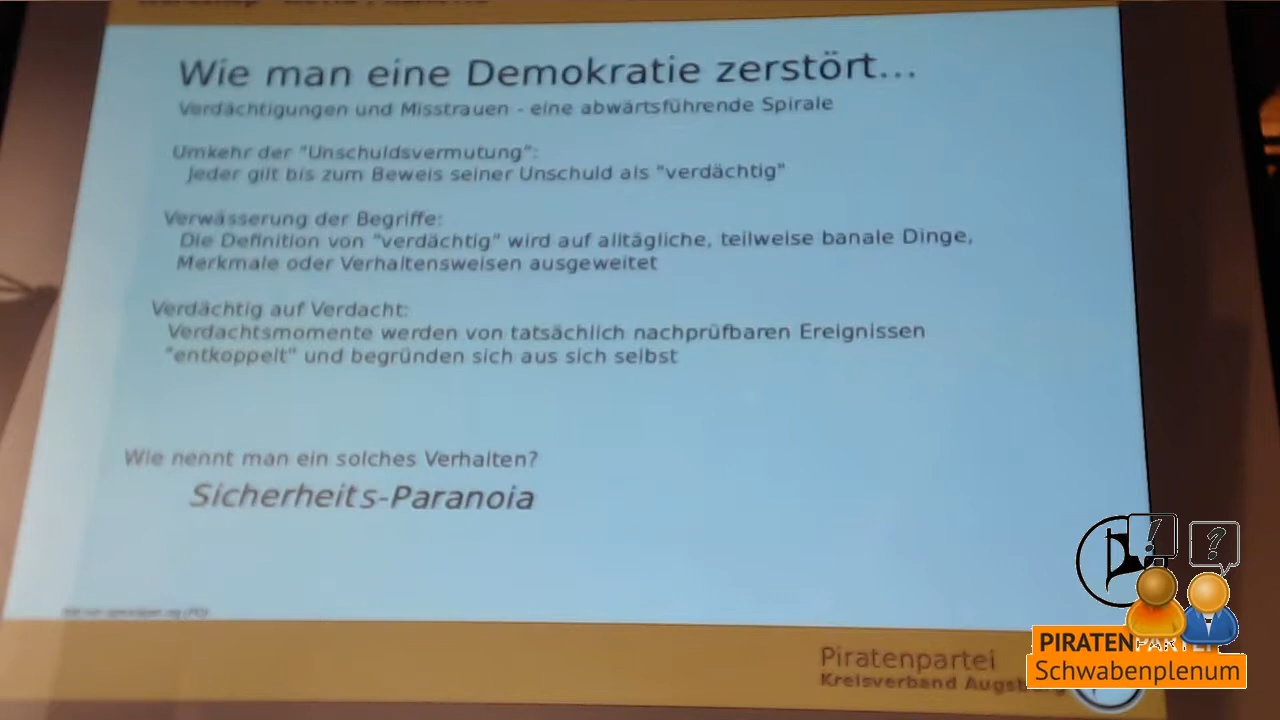 Wie man eine Demokratie zerstört...
Verdächtigungen und Misstrauen - eine abwärtsführende Spirale
Umkehr der "Unschuldsvermutung":
Jeder gilt bis zum Beweis seiner Unschuld als "verdächtig"
Verwässerung der Begriffe:
Die Definition von "verdächtig" wird auf alltägliche, teilweise banale Dinge,
Merkmale oder Verhaltensweisen ausgeweitet
Verdächtig auf Verdacht:
Verdachtsmomente werden von tatsächlich nachprüfbaren Ereignissen
"entkoppelt" und begründen sich aus sich selbst
Wie nennt man ein solches Verhalten?
Sicherheits-Paranoia
! ?
PIRATENPARTEI
Schwabenplenum
Piratenpartei
Kreisverband